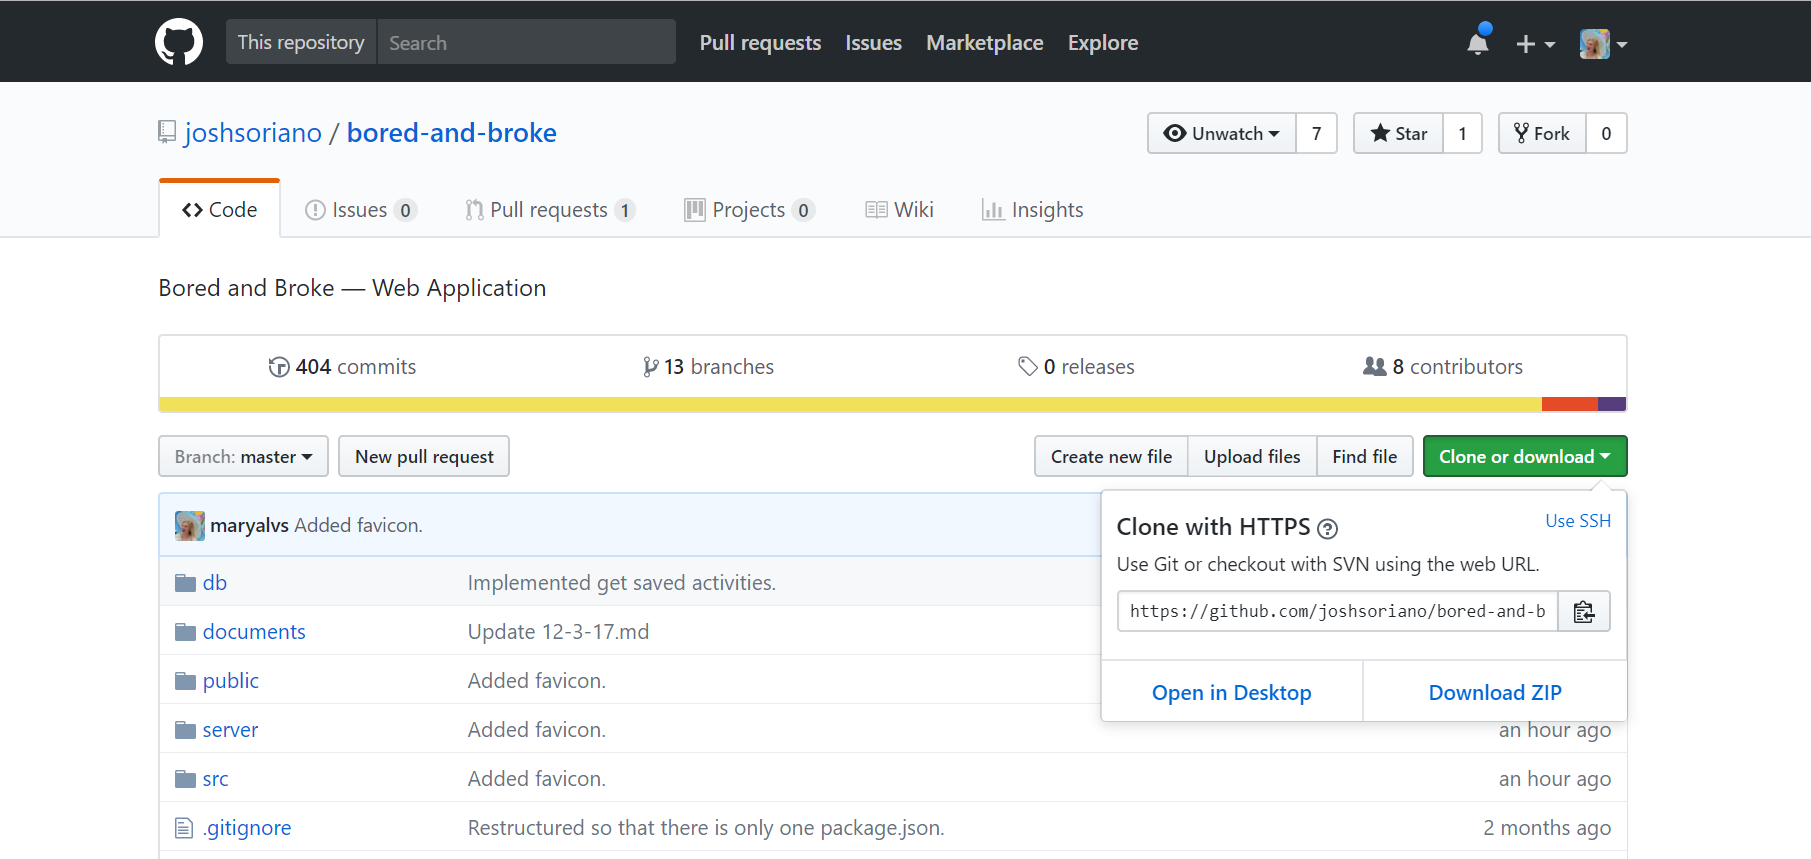 This repository Search Pull requests Issues Marketplace Explore
joshsoriano / bored-and-broke Unwatch 7 Star 1 Fork 0
Code Issues 0 Pull requests 1 Projects 0 Wiki Insights
Bored and Broke — Web Application
404 commits 13 branches 0 releases 8 contributors
Branch: master New pull request Create new file Upload files Find file Clone or download
maryalvs Added favicon.
Clone with HTTPS Use SSH
Use Git or checkout with SVN using the web URL.
https://github.com/joshsoriano/bored-and-b
Open in Desktop Download ZIP
db Implemented get saved activities.
documents Update 12-3-17.md
public Added favicon.
server Added favicon. an hour ago
src Added favicon. an hour ago
.gitignore Restructured so that there is only one package.json. 2 months ago